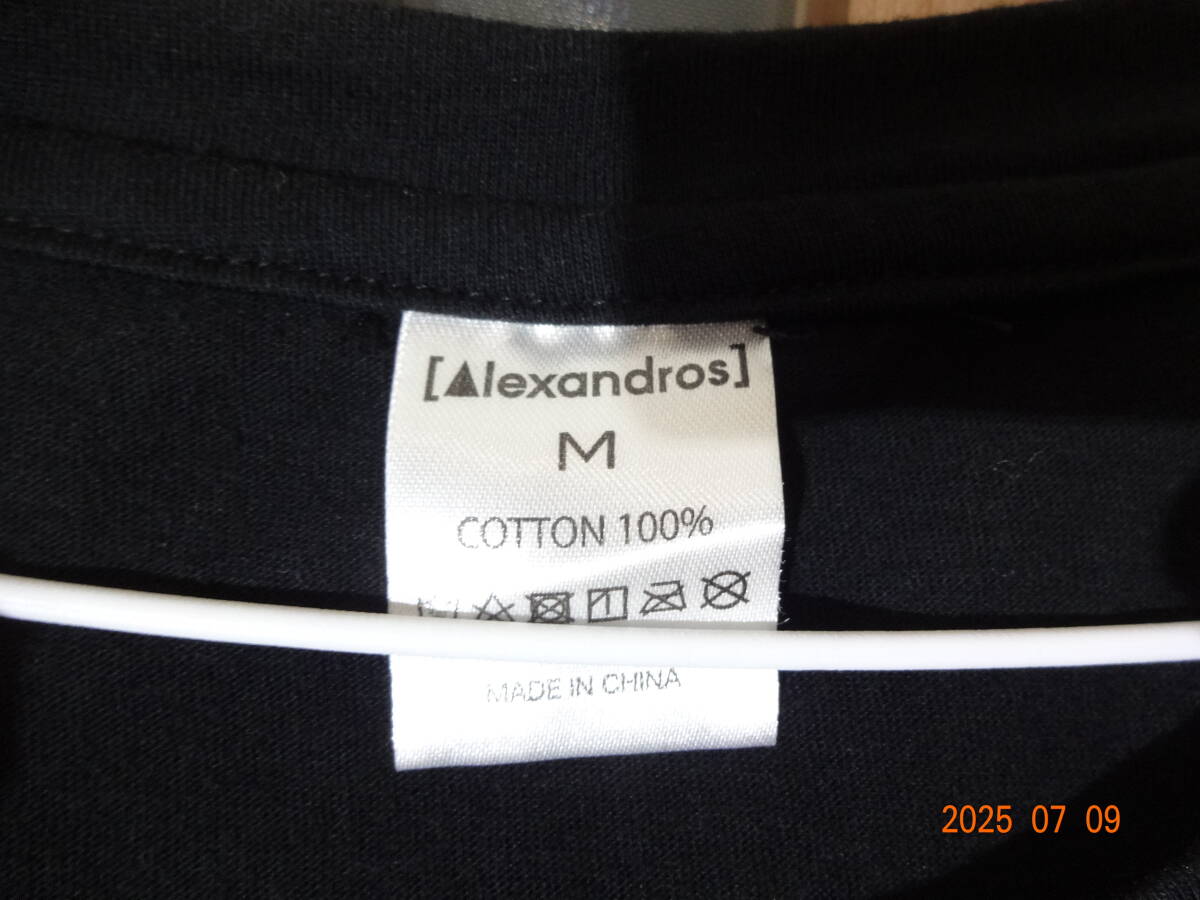 [Alexandros]
M
COTTON 100%
MADE IN CHINA
2025 07 09